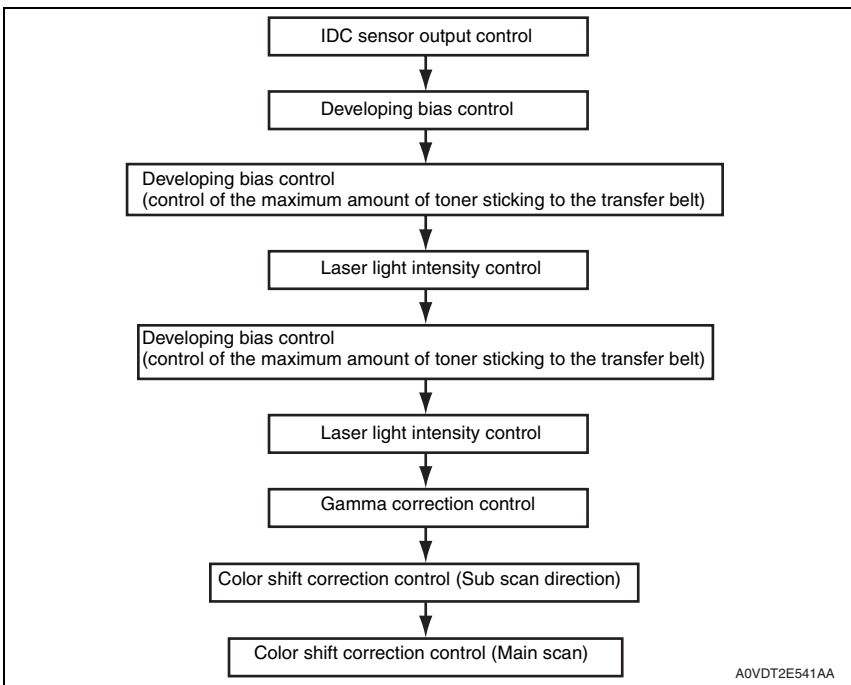 IDC sensor output control
Developing bias control
Developing bias control
(control of the maximum amount of toner sticking to the transfer belt)
Laser light intensity control
Developing bias control
(control of the maximum amount of toner sticking to the transfer belt)
Laser light intensity control
Gamma correction control
Color shift correction control (Sub scan direction)
Color shift correction control (Main scan)
A0VDT2E541AA